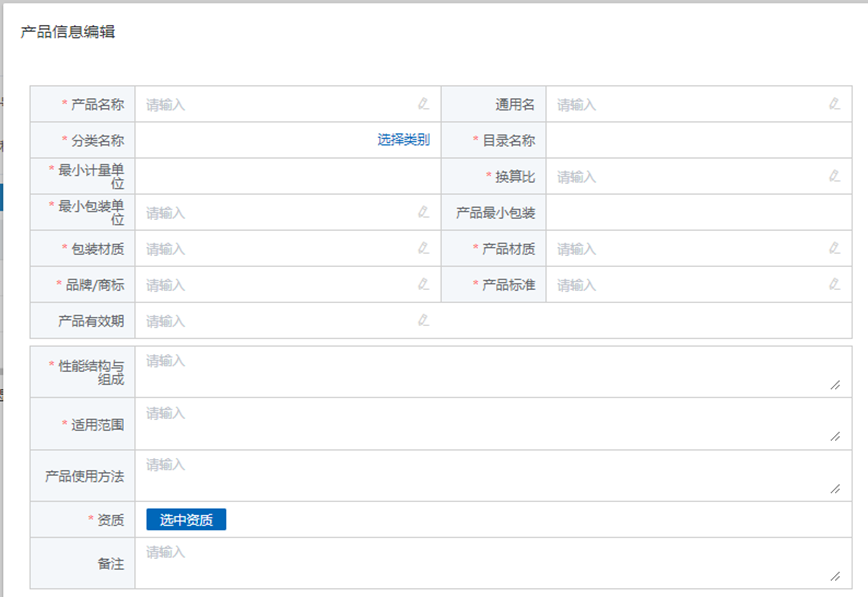 产品信息编辑
* 产品名称 请输入 通用名 请输入
* 分类名称 选择类别 * 目录名称
* 最小计量单
位 * 换算比 请输入
* 最小包装单
位 请输入 产品最小包装
* 包装材质 请输入 * 产品材质 请输入
* 品牌/商标 请输入 * 产品标准 请输入
产品有效期 请输入
* 性能结构与
组成 请输入
* 适用范围 请输入
产品使用方法 请输入
* 资质 选中资质
备注 请输入